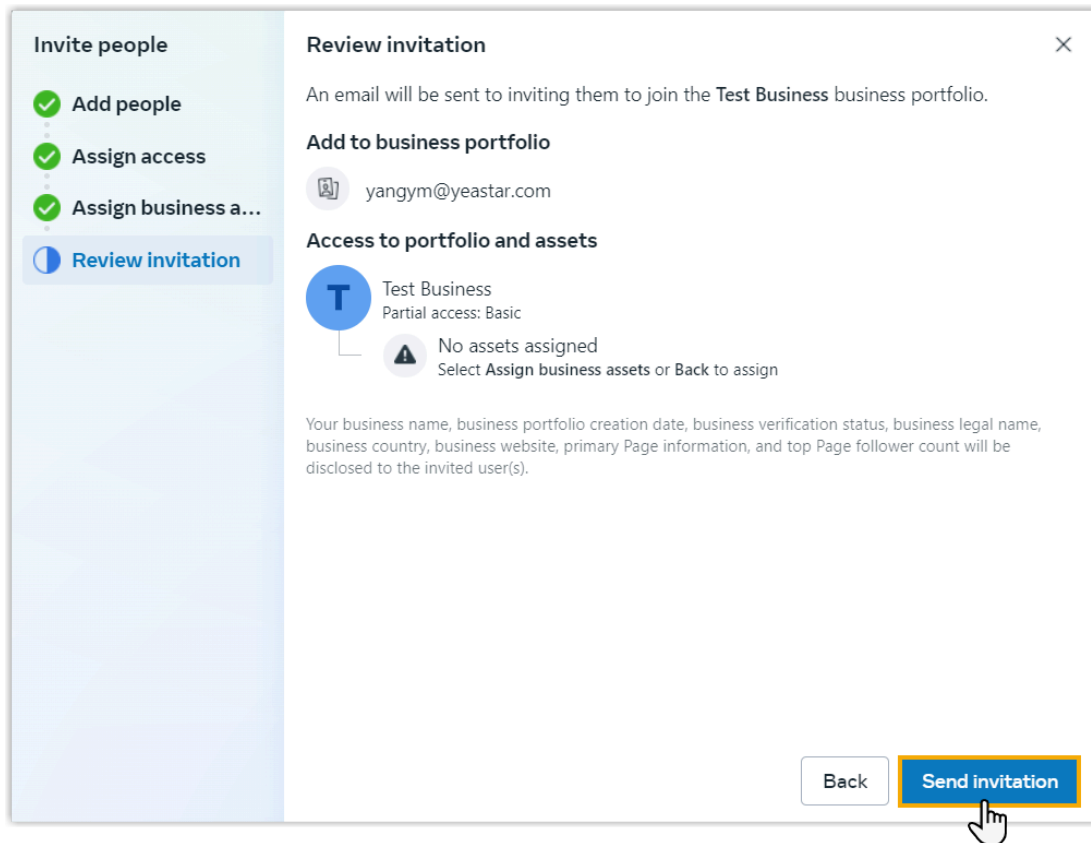 Invite people
Add people
Assign access
Assign business a...
Review invitation
Review invitation
An email will be sent to inviting them to join the Test Business business portfolio.
Add to business portfolio
yangym@yeastar.com
Access to portfolio and assets
T
Test Business
Partial access: Basic
No assets assigned
Select Assign business assets or Back to assign
Your business name, business portfolio creation date, business verification status, business legal name,
business country, business website, primary Page information, and top Page follower count will be
disclosed to the invited user(s).
Back
Send invitation